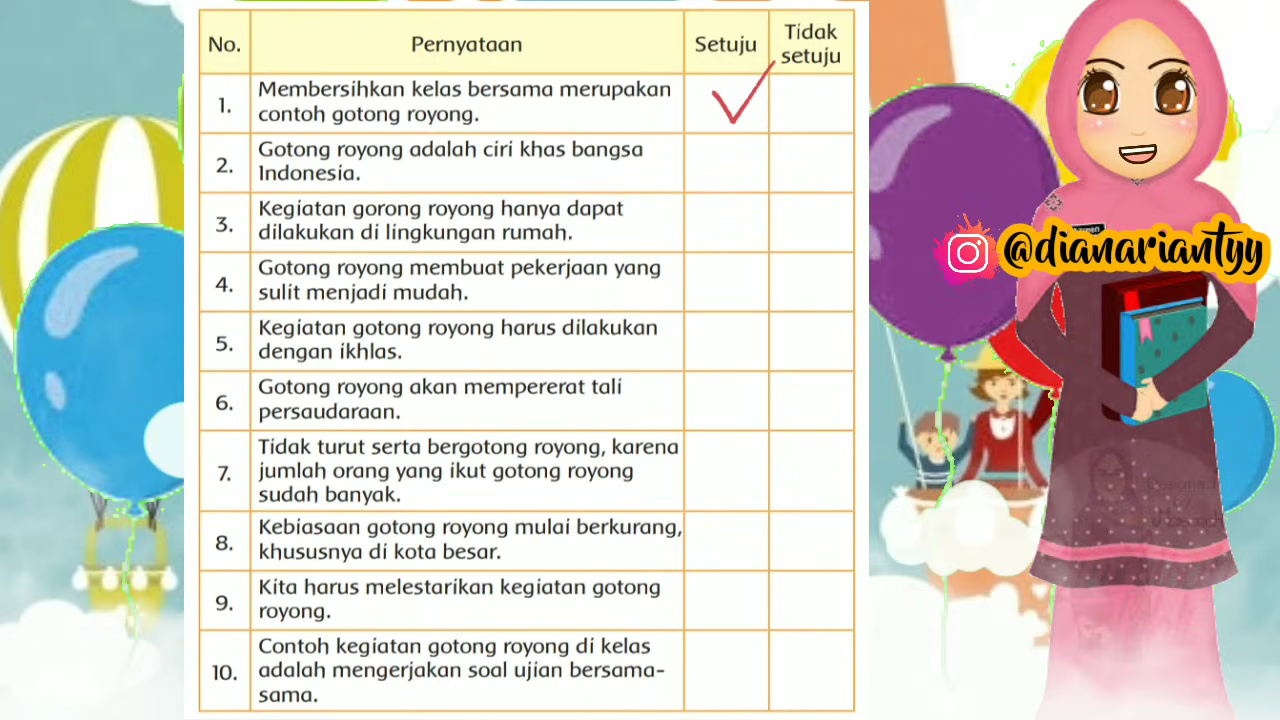 No. Pernyataan Setuju Tidak setuju
1. Membersihkan kelas bersama merupakan
contoh gotong royong.
2. Gotong royong adalah ciri khas bangsa
Indonesia.
3. Kegiatan gorong royong hanya dapat
dilakukan di lingkungan rumah.
4. Gotong royong membuat pekerjaan yang
sulit menjadi mudah.
5. Kegiatan gotong royong harus dilakukan
dengan ikhlas.
6. Gotong royong akan mempererat tali
persaudaraan.
7. Tidak turut serta bergotong royong, karena
jumlah orang yang ikut gotong royong
sudah banyak.
8. Kebiasaan gotong royong mulai berkurang,
khususnya di kota besar.
9. Kita harus melestarikan kegiatan gotong
royong.
10. Contoh kegiatan gotong royong di kelas
adalah mengerjakan soal ujian bersama-
sama.
@dianariantyy